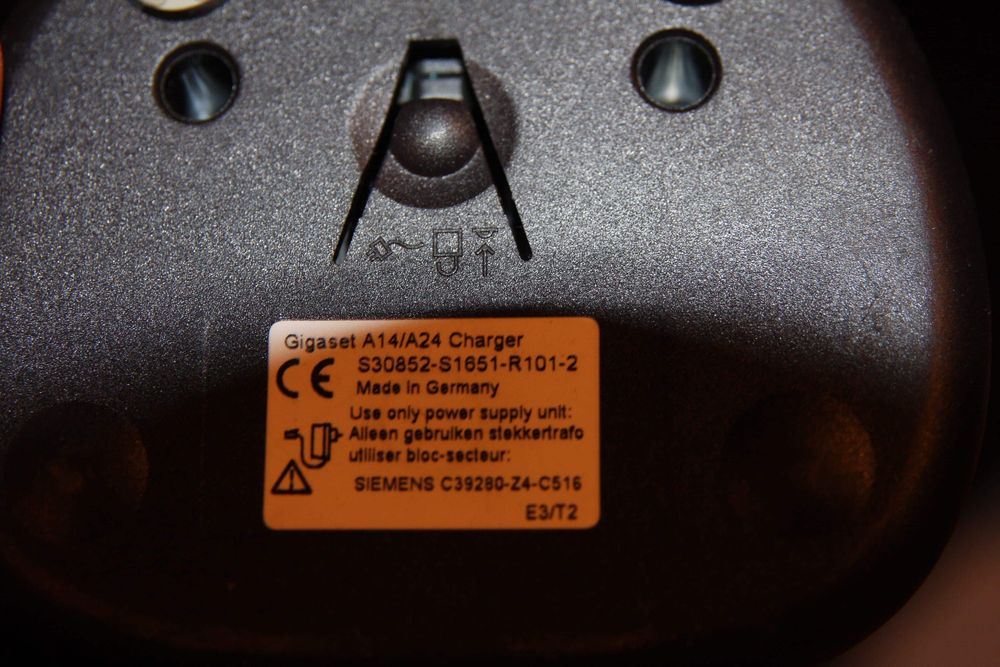 Gigaset A14/A24 Charger
CE S30852-S1651-R101-2
Made in Germany
Use only power supply unit:
Alleen gebruiken stekkertrafo
utiliser bloc-secteur:
SIEMENS C39280-Z4-C516
E3/T2